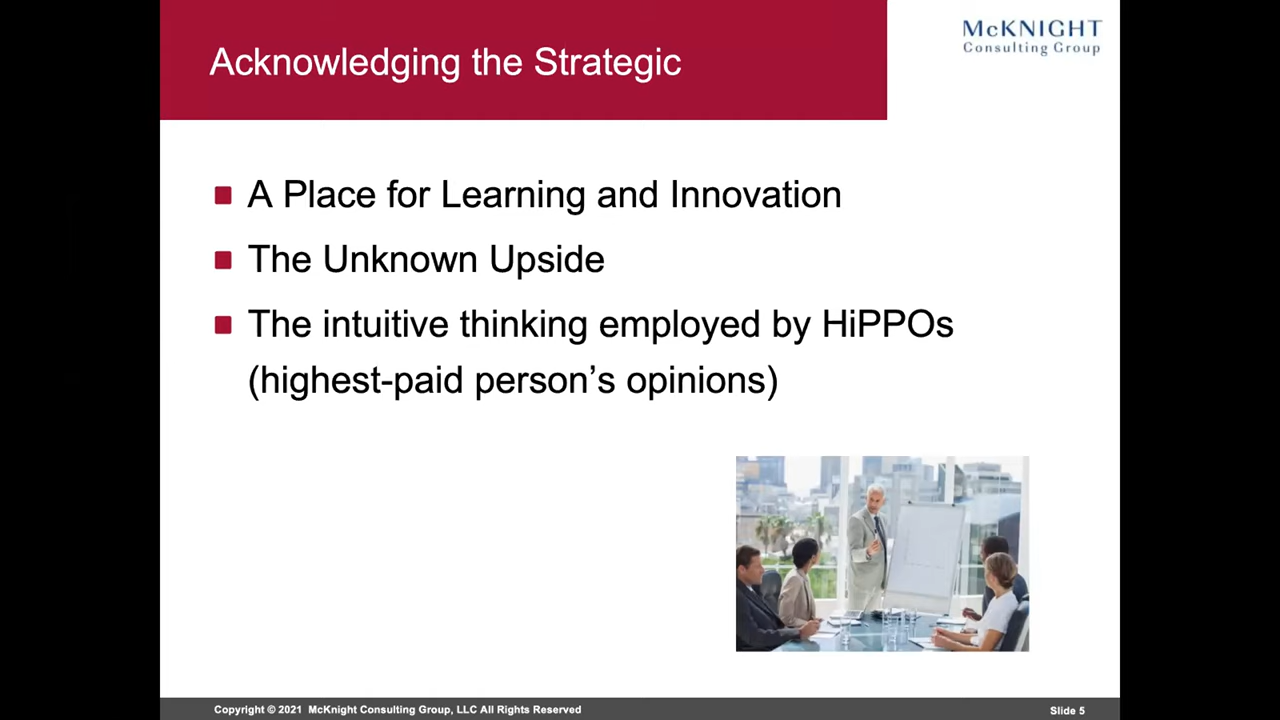 Acknowledging the Strategic
McKNIGHT
Consulting Group
A Place for Learning and Innovation
The Unknown Upside
The intuitive thinking employed by HiPPOs
(highest-paid person’s opinions)
Copyright © 2021 McKnight Consulting Group, LLC All Rights Reserved
Slide 5